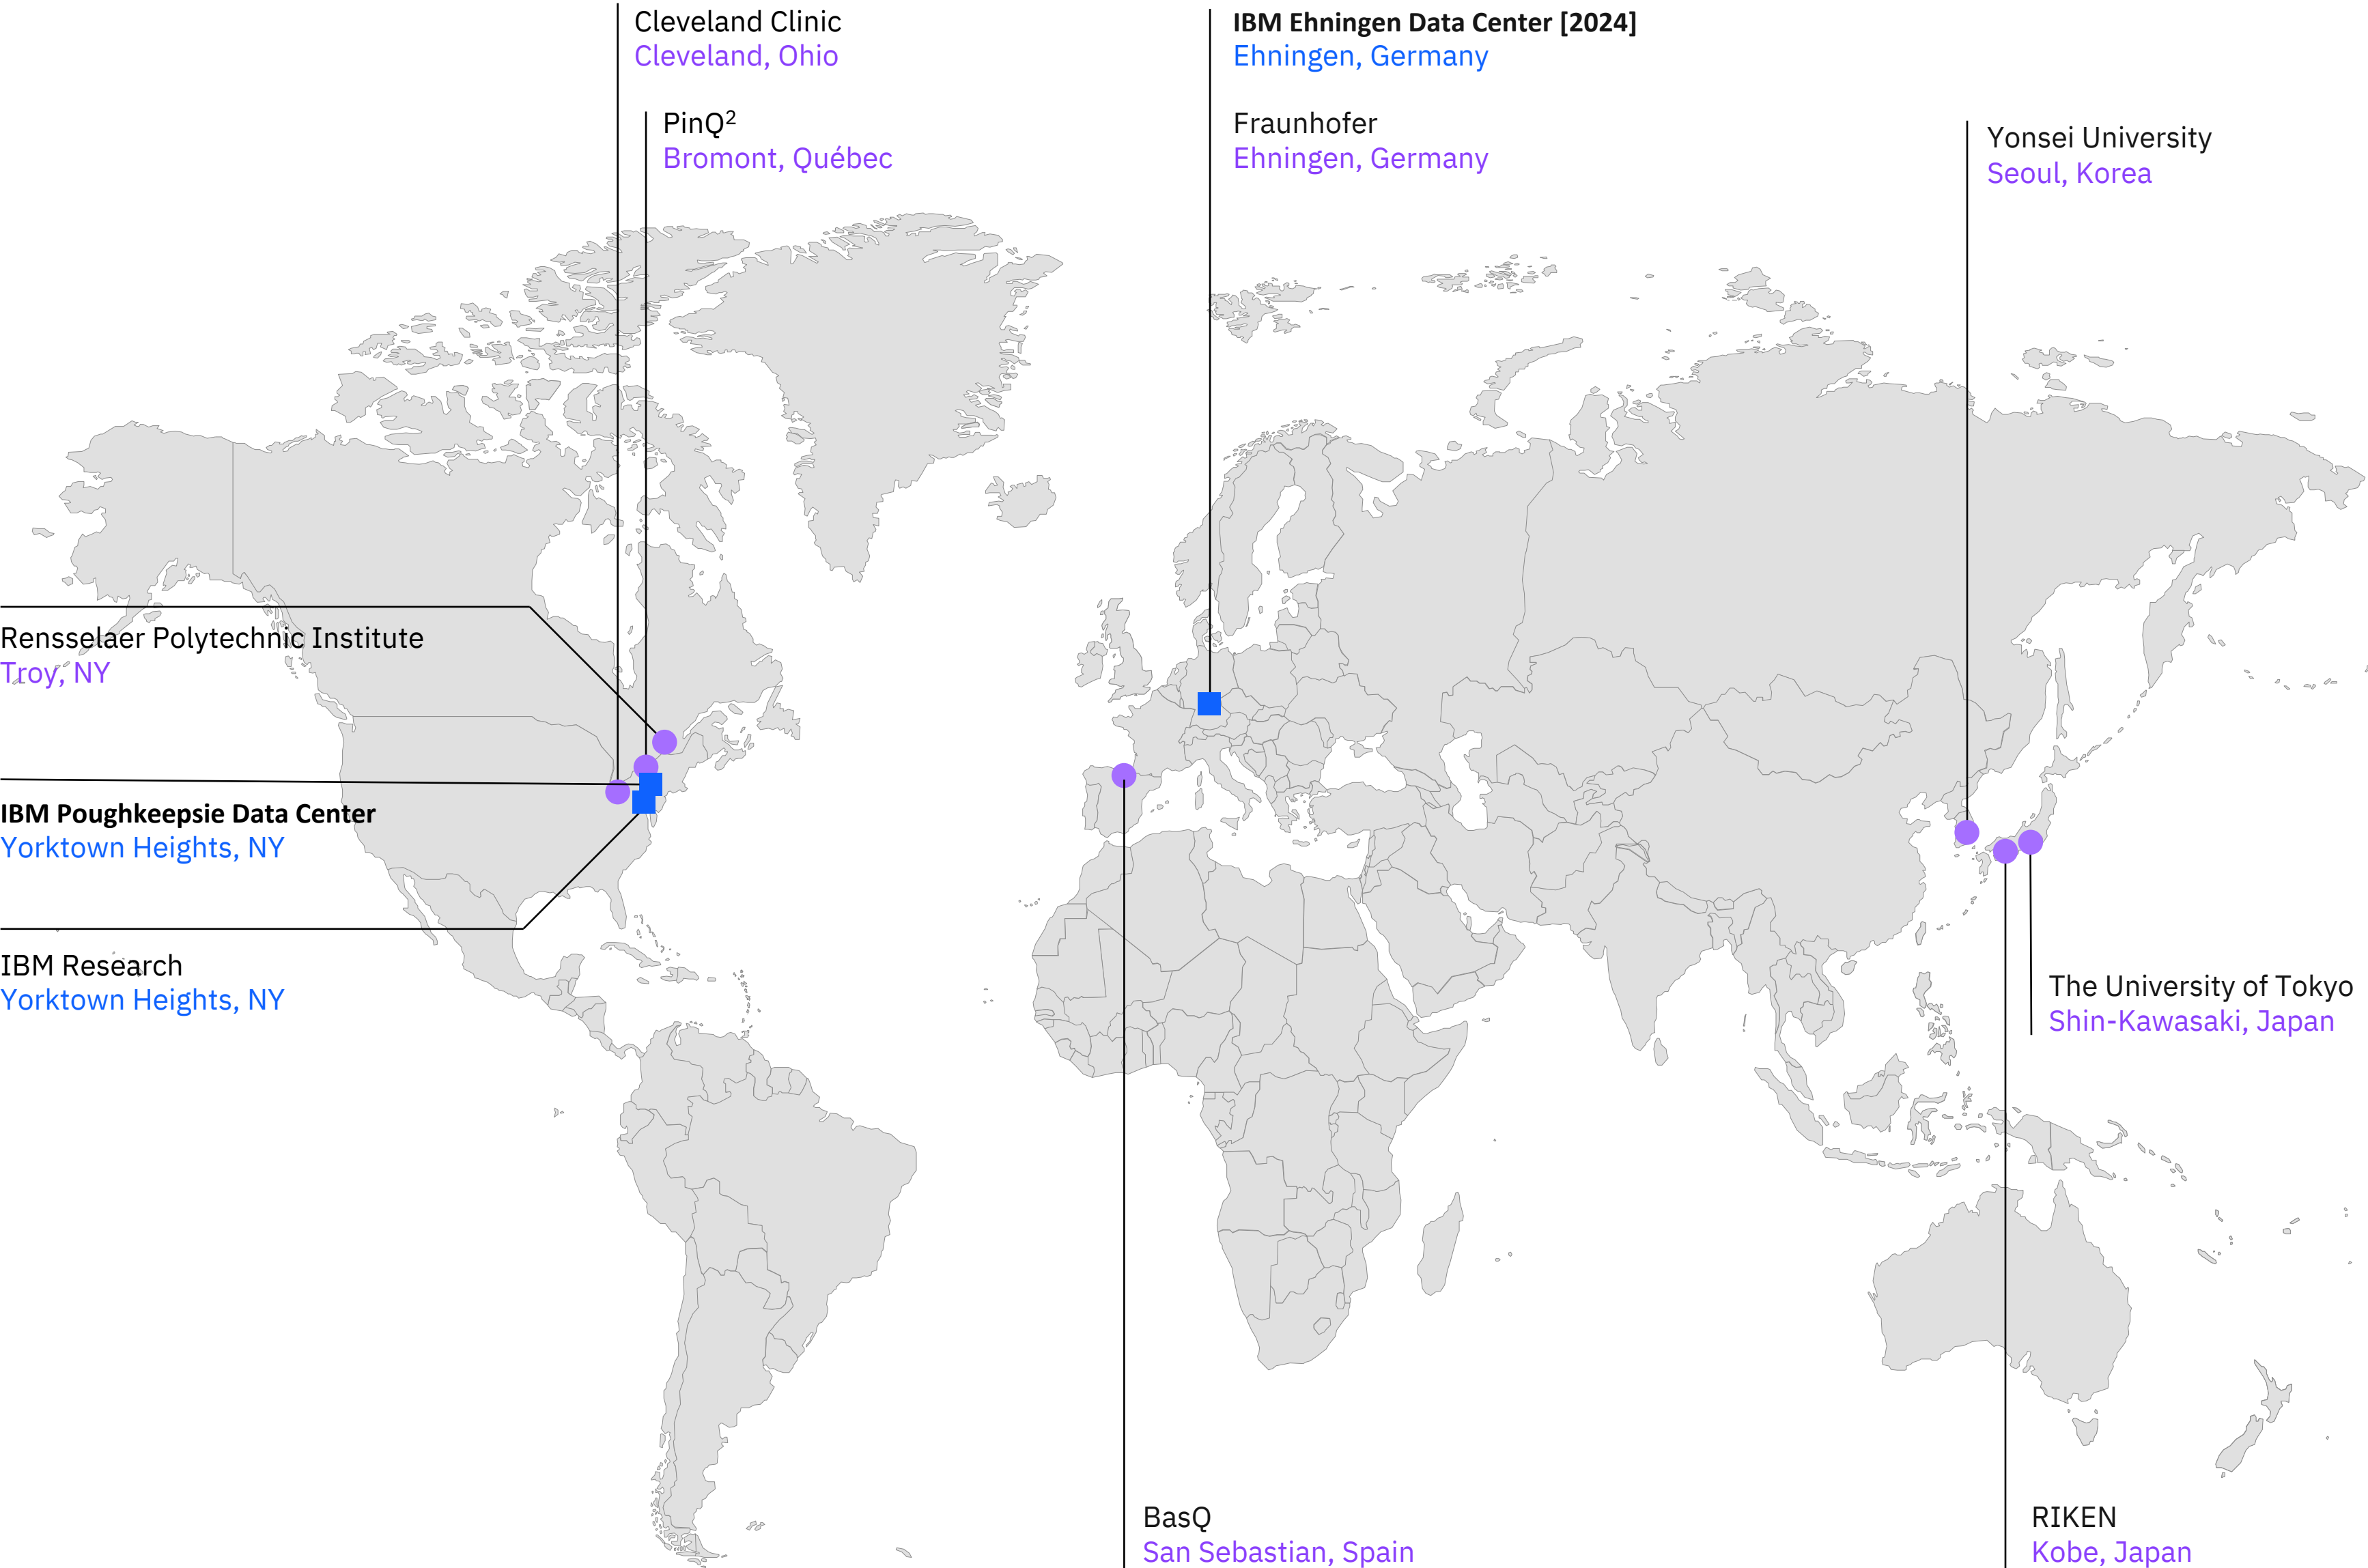 Cleveland Clinic
Cleveland, Ohio
PinQ²
Bromont, Québec
IBM Ehningen Data Center [2024]
Ehningen, Germany
Fraunhofer
Ehningen, Germany
Yonsei University
Seoul, Korea
Rensselaer Polytechnic Institute
Troy, NY
IBM Poughkeepsie Data Center
Yorktown Heights, NY
IBM Research
Yorktown Heights, NY
The University of Tokyo
Shin-Kawasaki, Japan
BasQ
San Sebastian, Spain
RIKEN
Kobe, Japan